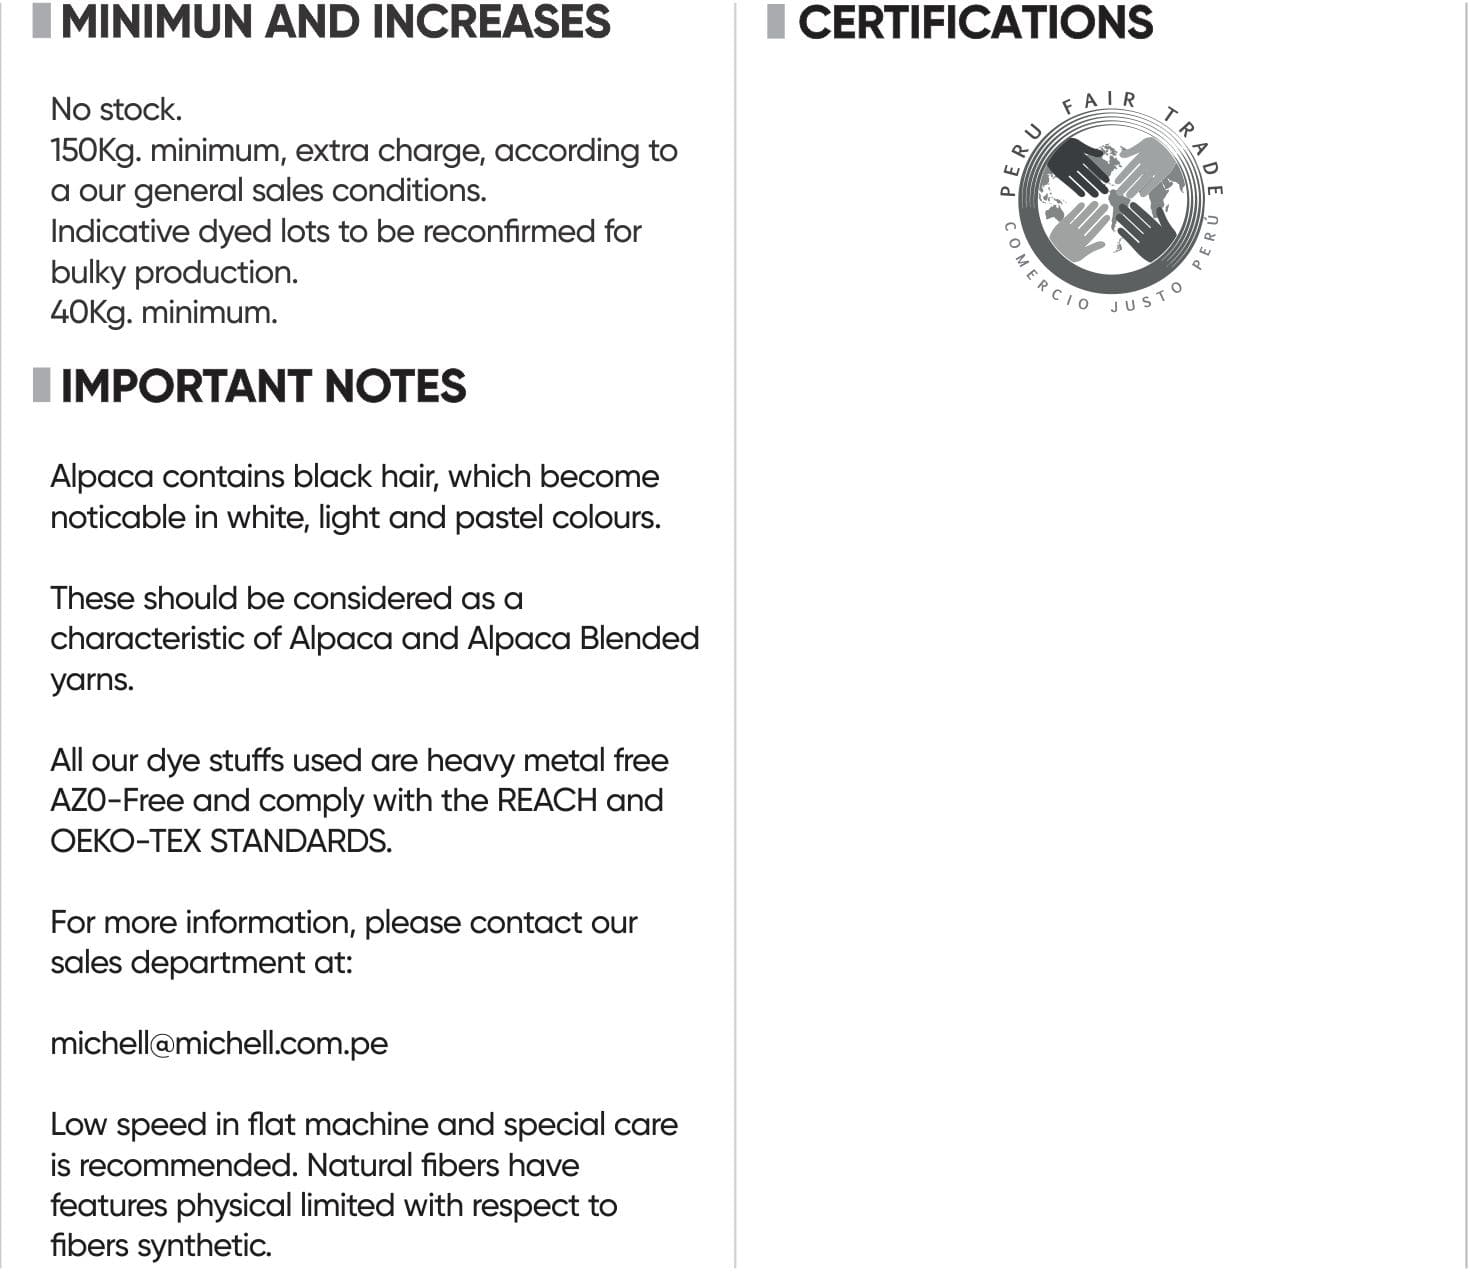 MINIMUN AND INCREASES
No stock.
150Kg. minimum, extra charge, according to
a our general sales conditions.
Indicative dyed lots to be reconfirmed for
bulky production.
40Kg. minimum.
IMPORTANT NOTES
Alpaca contains black hair, which become
noticable in white, light and pastel colours.
These should be considered as a
characteristic of Alpaca and Alpaca Blended
yarns.
All our dye stuffs used are heavy metal free
AZO-Free and comply with the REACH and
OEKO-TEX STANDARDS.
For more information, please contact our
sales department at:
michell@michell.com.pe
Low speed in flat machine and special care
is recommended. Natural fibers have
features physical limited with respect to
fibers synthetic.
CERTIFICATIONS
PERU FAIR TRADE
COMERCIO JUSTO PERÚ